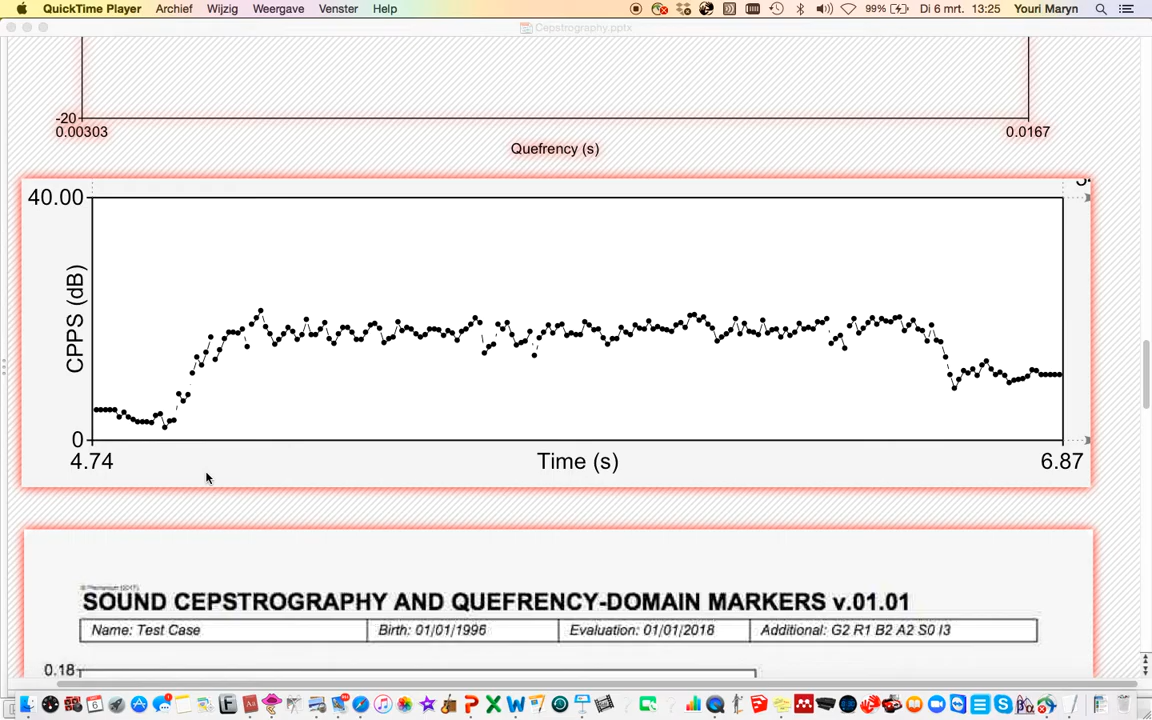 QuickTime Player Archief Wijzig Weergave Venster Help 99% Di 6 mrt. 13:25 Youri Maryn
Cepstrography.pptx
-20
0.00303 0.0167
Quefrency (s)
40.00
CPPS (dB)
0
4.74 Time (s) 6.87
SOUND CEPSTROGRAPHY AND QUEFRENCY-DOMAIN MARKERS v.01.01
Name: Test Case Birth: 01/01/1996 Evaluation: 01/01/2018 Additional: G2 R1 B2 A2 S0 I3
0.18